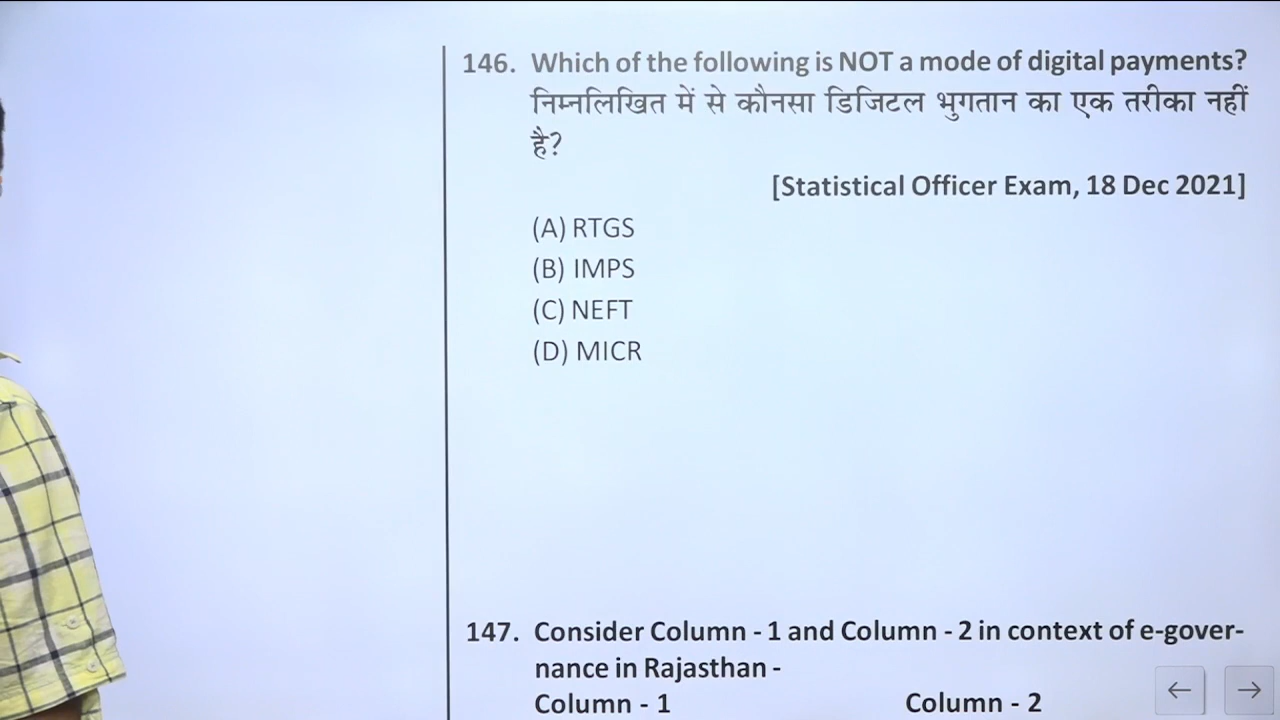 146. Which of the following is NOT a mode of digital payments?
निम्नलिखित में से कौनसा डिजिटल भुगतान का एक तरीका नहीं
है?
[Statistical Officer Exam, 18 Dec 2021]
(A) RTGS
(B) IMPS
(C) NEFT
(D) MICR
147. Consider Column - 1 and Column - 2 in context of e-gover-
nance in Rajasthan -
Column - 1 Column - 2